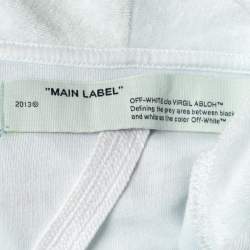 "MAIN LABEL"
2013®
OFF-WHITE c/o VIRGIL ABLOH™
Defining the grey area between black
and white as the color Off-White™